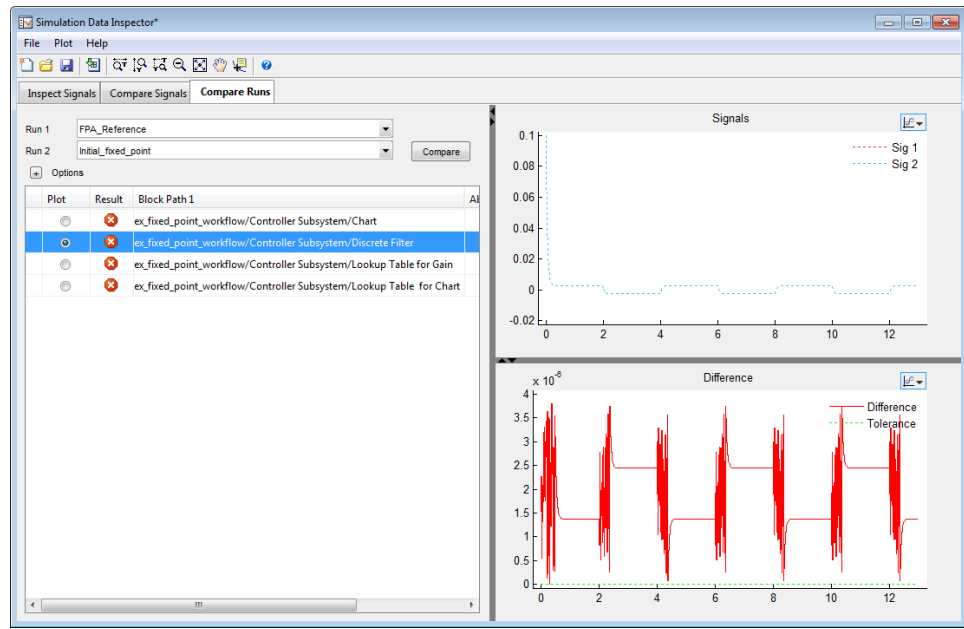 Simulation Data Inspector*
File Plot Help
Inspect Signals Compare Signals Compare Runs
Run 1 FPA_Reference
Run 2 Initial_fixed_point Compare
+ Options
Plot Result Block Path 1
ex_fixed_point_workflow/Controller Subsystem/Chart
ex_fixed_point_workflow/Controller Subsystem/Discrete Filter
ex_fixed_point_workflow/Controller Subsystem/Lookup Table for Gain
ex_fixed_point_workflow/Controller Subsystem/Lookup Table for Chart
Signals
Sig 1
Sig 2
0.1
0.08
0.06
0.04
0.02
0
-0.02
0 2 4 6 8 10 12
Difference
x 10^-6
Difference
Tolerance
4
3.5
3
2.5
2
1.5
1
0.5
0
0 2 4 6 8 10 12